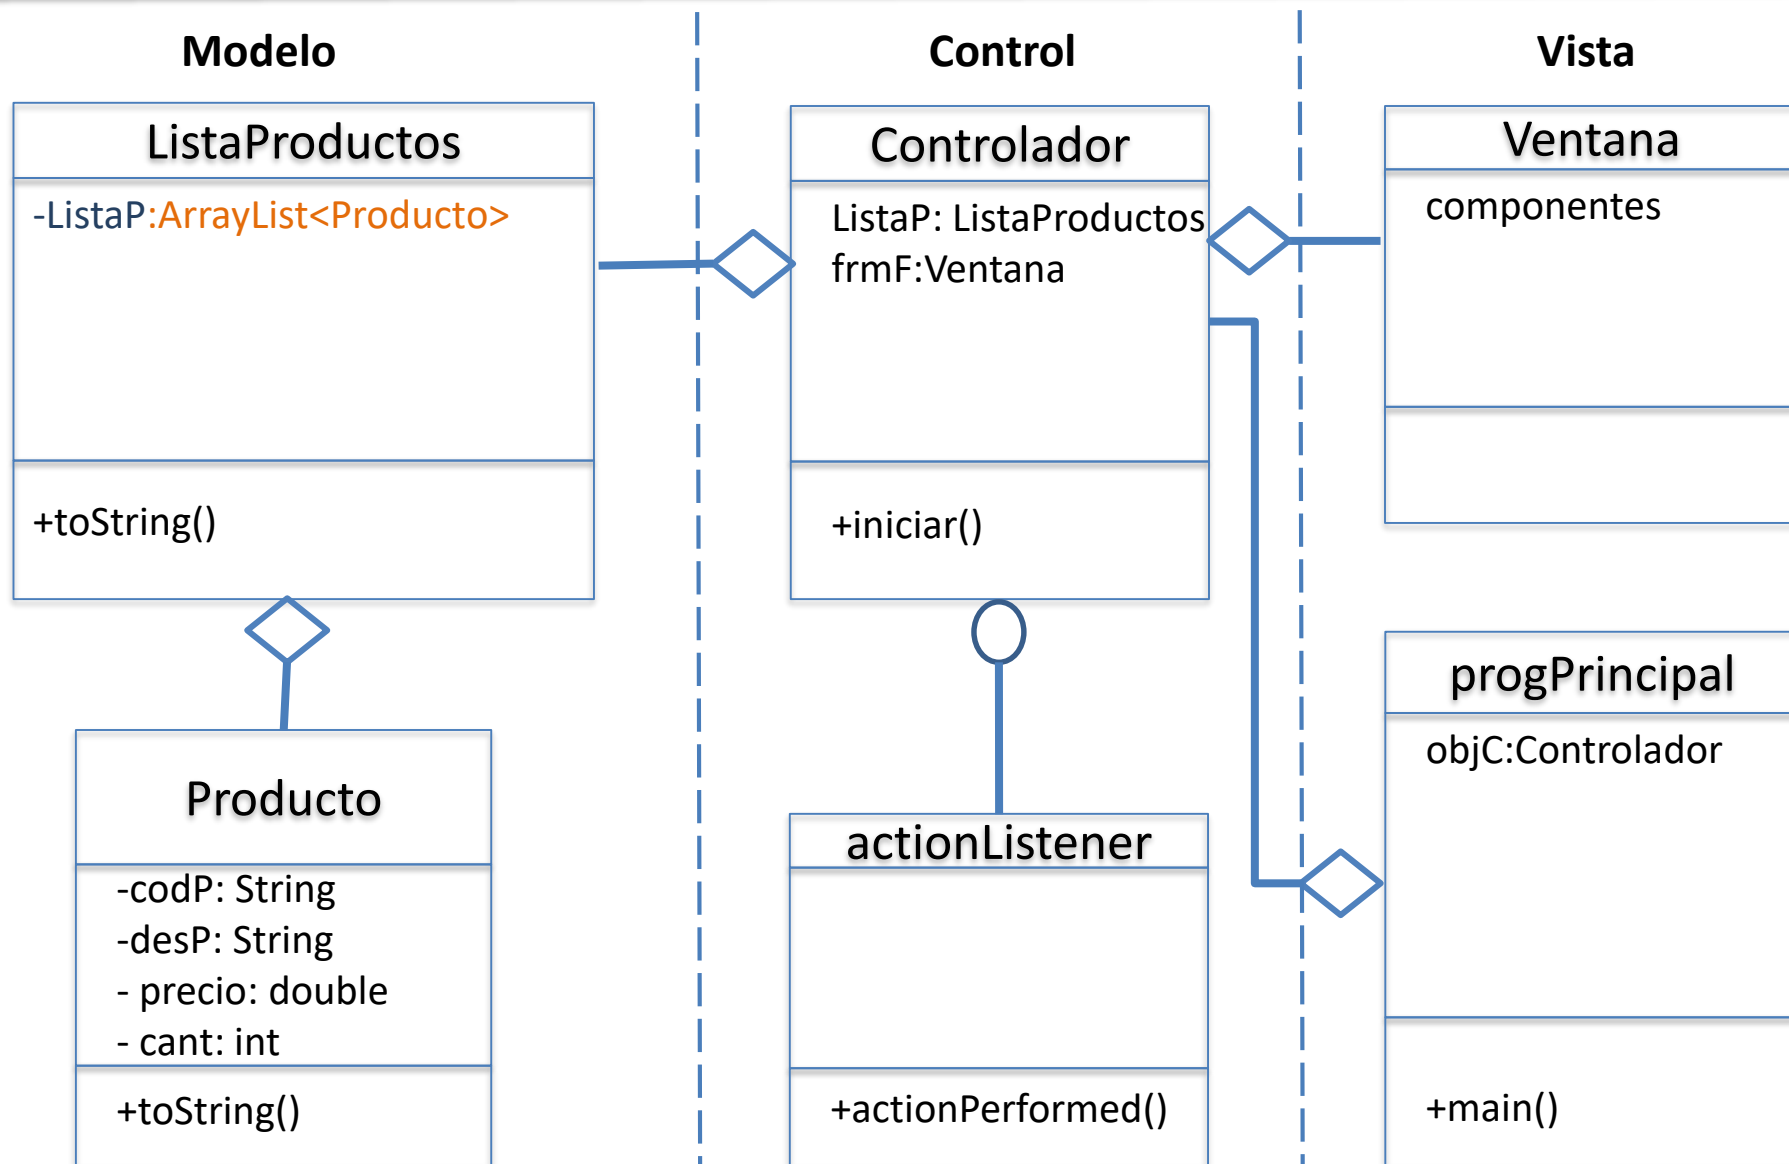 Modelo
ListaProductos
-ListaP:ArrayList<Producto>
+toString()
Producto
-codP: String
-desP: String
- precio: double
- cant: int
+toString()
Control
Controlador
ListaP: ListaProductos
frmF:Ventana
+iniciar()
actionListener
+actionPerformed()
Vista
Ventana
componentes
progPrincipal
objC:Controlador
+main()